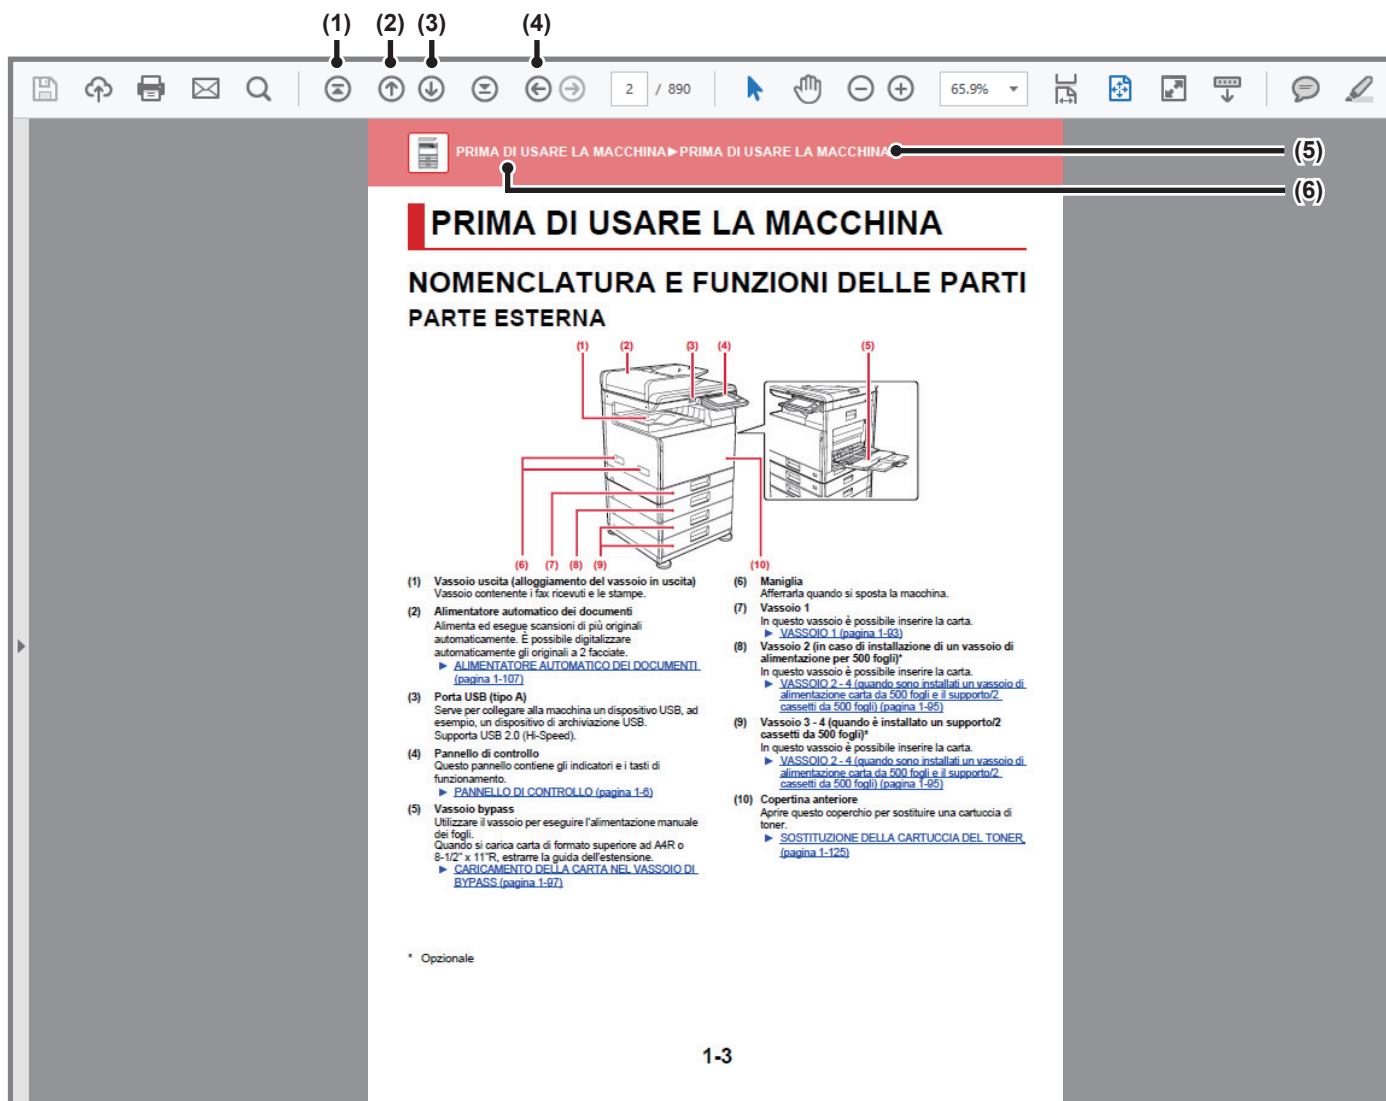 (1) (2) (3) (4)
2 / 890 65.9%
PRIMA DI USARE LA MACCHINA►PRIMA DI USARE LA MACCHINA
(5)
(6)
PRIMA DI USARE LA MACCHINA
NOMENCLATURA E FUNZIONI DELLE PARTI
PARTE ESTERNA
(1) (2) (3) (4) (5)
(6) (7) (8) (9) (10)
(1) Vassoio uscita (alloggiamento del vassoio in uscita)
Vassoio contenente i fax ricevuti e le stampe.
(2) Alimentatore automatico dei documenti
Alimenta ed esegue scansioni di più originali
automaticamente. È possibile digitalizzare
automaticamente gli originali a 2 facciate.
► ALIMENTATORE AUTOMATICO DEI DOCUMENTI
(pagina 1-107)
(3) Porta USB (tipo A)
Serve per collegare alla macchina un dispositivo USB, ad
esempio, un dispositivo di archiviazione USB.
Supporta USB 2.0 (Hi-Speed).
(4) Pannello di controllo
Questo pannello contiene gli indicatori e i tasti di
funzionamento.
► PANNELLO DI CONTROLLO (pagina 1-6)
(5) Vassoio bypass
Utilizzare il vassoio per eseguire l'alimentazione manuale
dei fogli.
Quando si carica carta di formato superiore ad A4R o
8-1/2" x 11"R, estrarre la guida dell'estensione.
► CARICAMENTO DELLA CARTA NEL VASSOIO DI
BYPASS (pagina 1-97)
(6) Maniglia
Afferrarla quando si sposta la macchina.
(7) Vassoio 1
In questo vassoio è possibile inserire la carta.
► VASSOIO 1 (pagina 1-93)
(8) Vassoio 2 (in caso di installazione di un vassoio di
alimentazione per 500 fogli)*
In questo vassoio è possibile inserire la carta.
► VASSOIO 2 - 4 (quando sono installati un vassoio di
alimentazione carta da 500 fogli e il supporto/2
cassetti da 500 fogli) (pagina 1-95)
(9) Vassoio 3 - 4 (quando è installato un supporto/2
cassetti da 500 fogli)*
In questo vassoio è possibile inserire la carta.
► VASSOIO 2 - 4 (quando sono installati un vassoio di
alimentazione carta da 500 fogli e il supporto/2
cassetti da 500 fogli) (pagina 1-95)
(10) Copertina anteriore
Aprire questo coperchio per sostituire una cartuccia di
toner.
► SOSTITUZIONE DELLA CARTUCCIA DEL TONER
(pagina 1-125)
* Opzionale
1-3